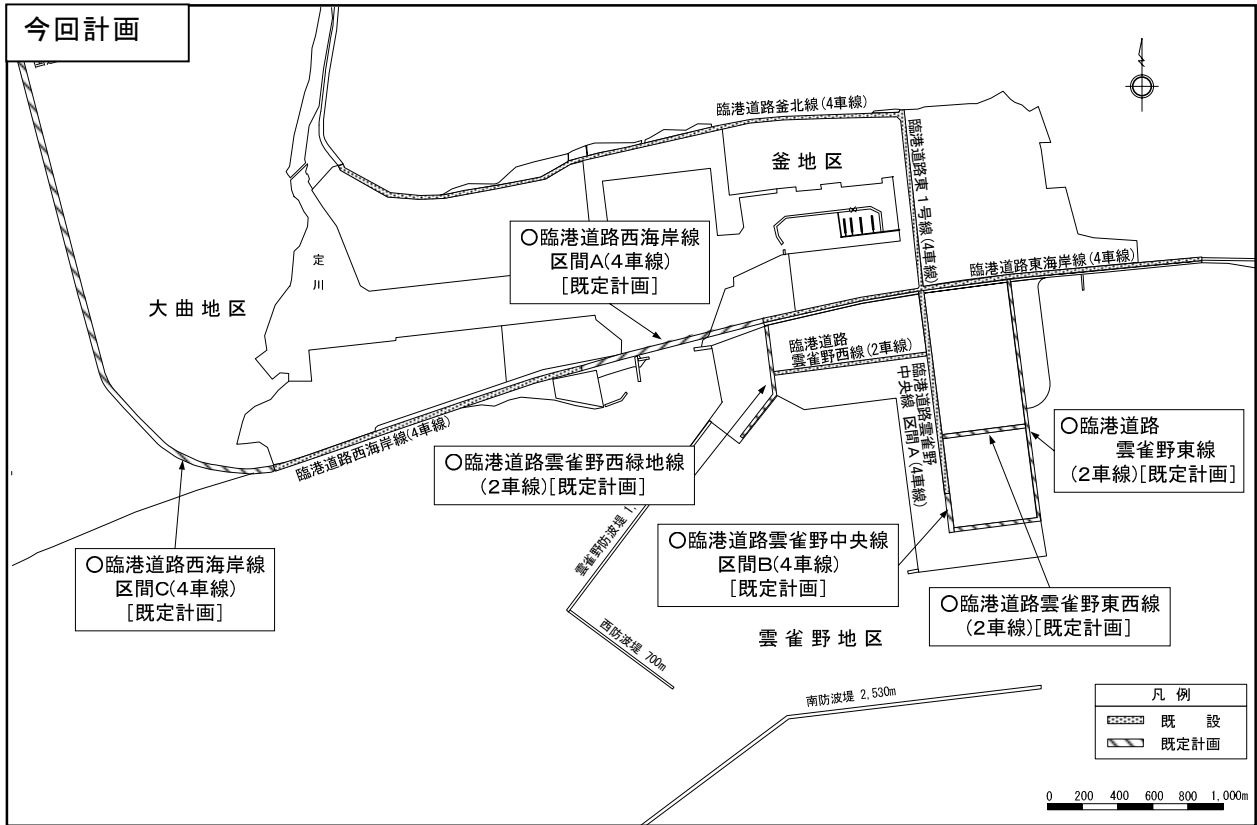 今回計画
臨港道路釜北線(4車線)
釜地区
臨港道路東1号線(4車線)
臨港道路東海岸線(4車線)
○臨港道路西海岸線
区間A(4車線)
[既定計画]
定川
大曲地区
臨港道路
雲雀野西線(2車線)
臨港道路雲雀野
中央線 区間A(4車線)
臨港道路西海岸線(4車線)
○臨港道路
雲雀野東線
(2車線)[既定計画]
○臨港道路雲雀野西緑地線
(2車線)[既定計画]
雲雀野防波堤 1,
○臨港道路雲雀野中央線
区間B(4車線)
[既定計画]
○臨港道路西海岸線
区間C(4車線)
[既定計画]
○臨港道路雲雀野東西線
(2車線)[既定計画]
西防波堤 700m
雲雀野地区
南防波堤 2,530m
凡例
既設
既定計画
0 200 400 600 800 1,000m